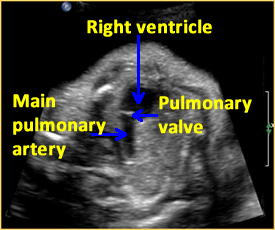 Right ventricle
Main
pulmonary
artery
Pulmonary
valve